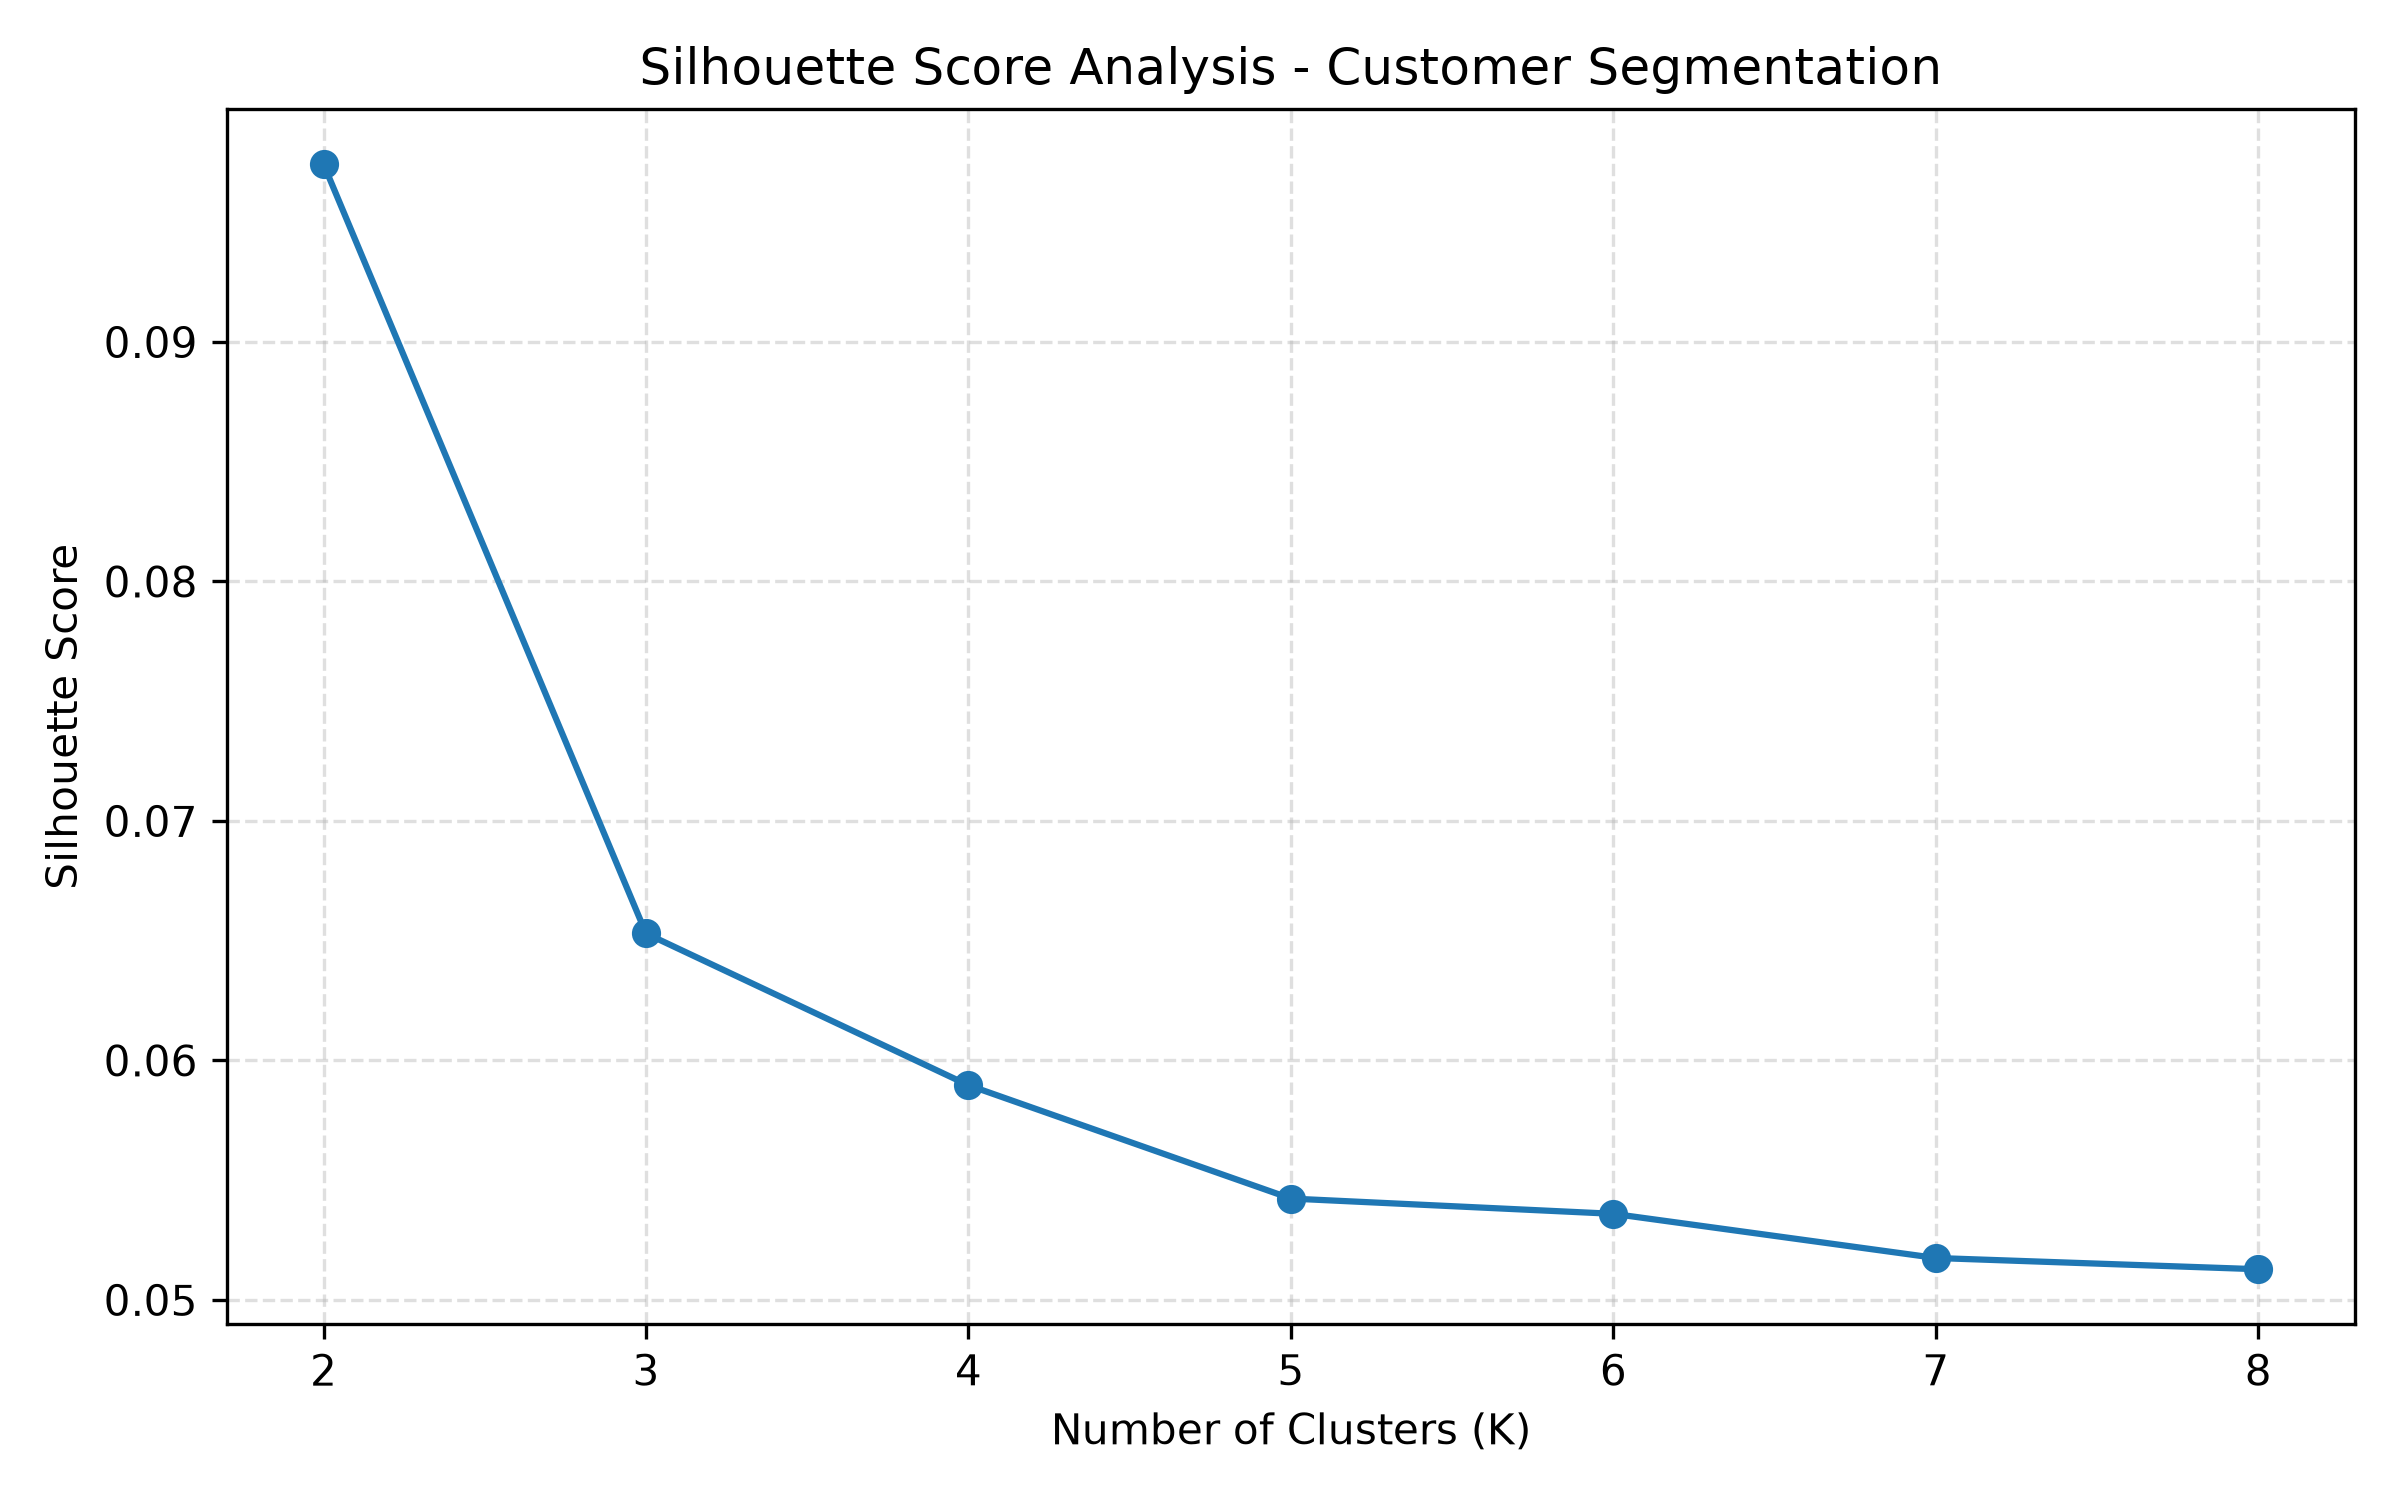 Silhouette Score Analysis - Customer Segmentation
Silhouette Score
0.09
0.08
0.07
0.06
0.05
2 3 4 5 6 7 8
Number of Clusters (K)